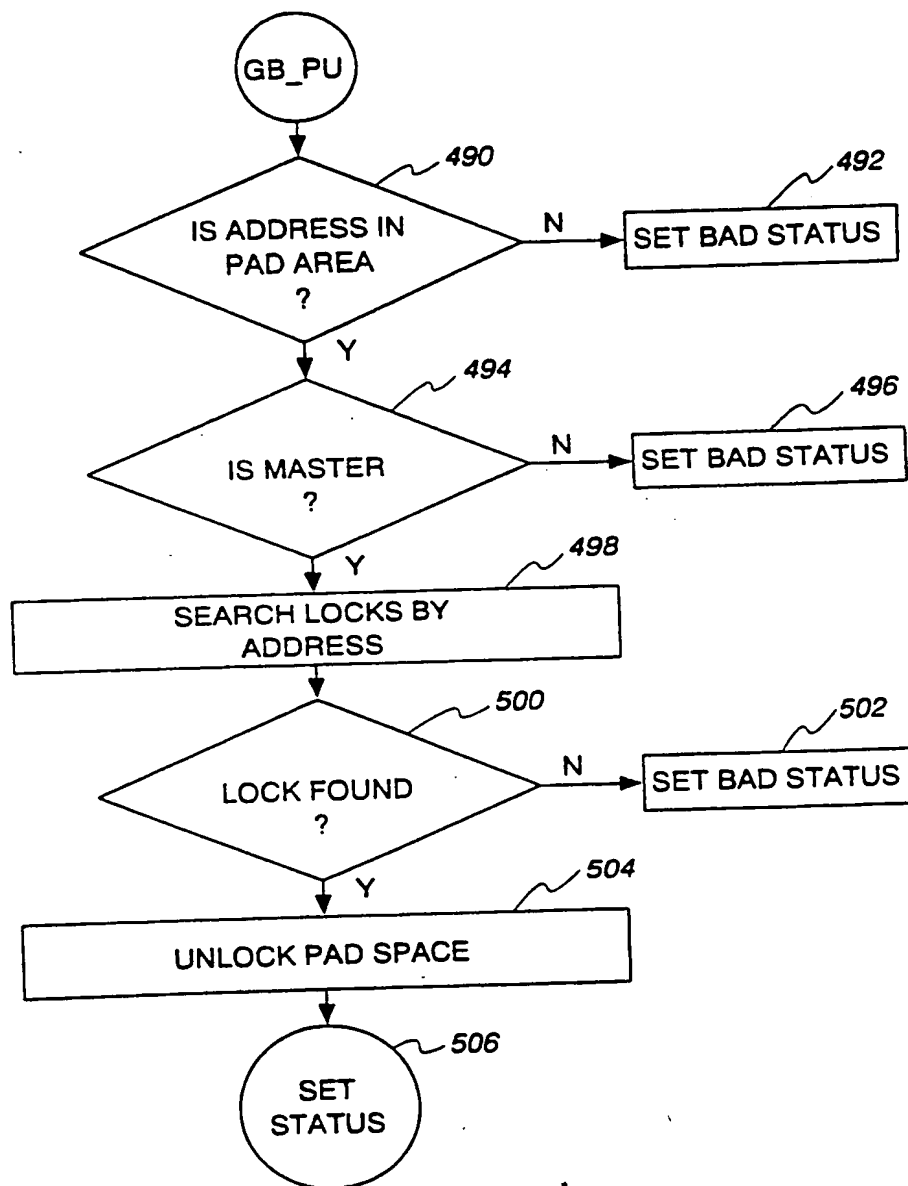 GB_PU
490
IS ADDRESS IN
PAD AREA
?
N
492
SET BAD STATUS
Y
494
IS MASTER
?
N
496
SET BAD STATUS
Y
498
SEARCH LOCKS BY
ADDRESS
500
LOCK FOUND
?
N
502
SET BAD STATUS
Y
504
UNLOCK PAD SPACE
506
SET
STATUS